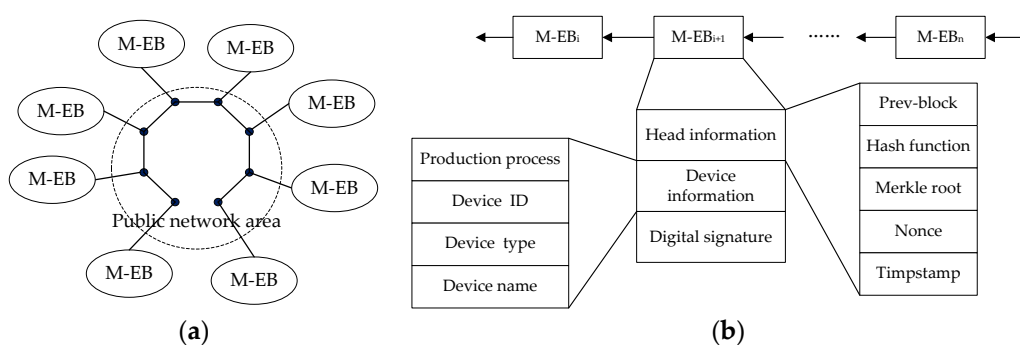 M-EB
M-EB
M-EB
M-EB
M-EB
M-EB
Public network area
M-EB
M-EB
(a)
M-EBi
M-EBi+1
......
M-EBn
Head information
Device
information
Digital signature
Production process
Device ID
Device type
Device name
Prev-block
Hash function
Merkle root
Nonce
Timpstamp
(b)